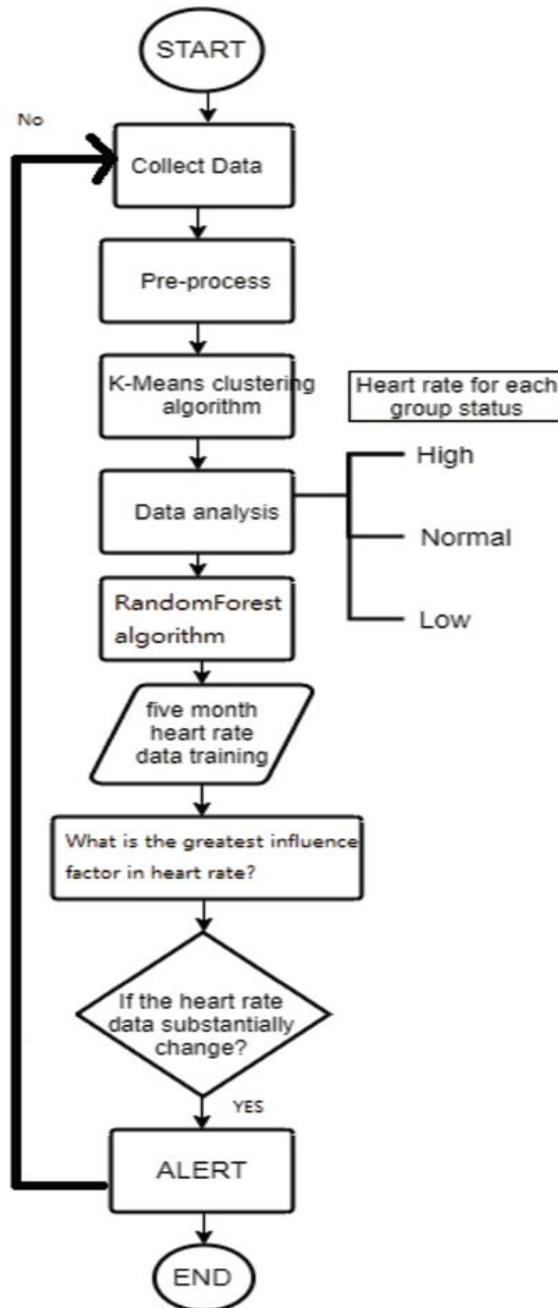 START
No
Collect Data
Pre-process
K-Means clustering
algorithm
Heart rate for each
group status
High
Data analysis
Normal
RandomForest
algorithm
Low
five month
heart rate
data training
What is the greatest influence
factor in heart rate?
If the heart rate
data substantially
change?
YES
ALERT
END